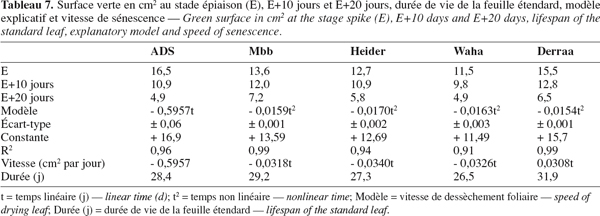 Tableau 7. Surface verte en cm² au stade épiaison (E), E+10 jours et E+20 jours, durée de vie de la feuille étendard, modèle
explicatif et vitesse de sénescence — Green surface in cm² at the stage spike (E), E+10 days and E+20 days, lifespan of the
standard leaf, explanatory model and speed of senescence.
ADS Mbb Heider Waha Derraa
E 16,5 13,6 12,7 11,5 15,5
E+10 jours 10,9 12,0 10,9 9,8 12,8
E+20 jours 4,9 7,2 5,8 4,9 6,5
Modèle - 0,5957t - 0,0159t² - 0,0170t² - 0,0163t² - 0,0154t²
Écart-type ± 0,06 ± 0,001 ± 0,002 ± 0,003 ± 0,001
Constante + 16,9 + 13,59 + 12,69 + 11,49 + 15,7
R² 0,96 0,99 0,94 0,91 0,99
Vitesse (cm² par jour) - 0,5957 - 0,0318t - 0,0340t - 0,0326t 0,0308t
Durée (j) 28,4 29,2 27,3 26,5 31,9
t = temps linéaire (j) — linear time (d); t² = temps non linéaire — nonlinear time; Modèle = vitesse de dessèchement foliaire — speed of
drying leaf; Durée (j) = durée de vie de la feuille étendard — lifespan of the standard leaf.